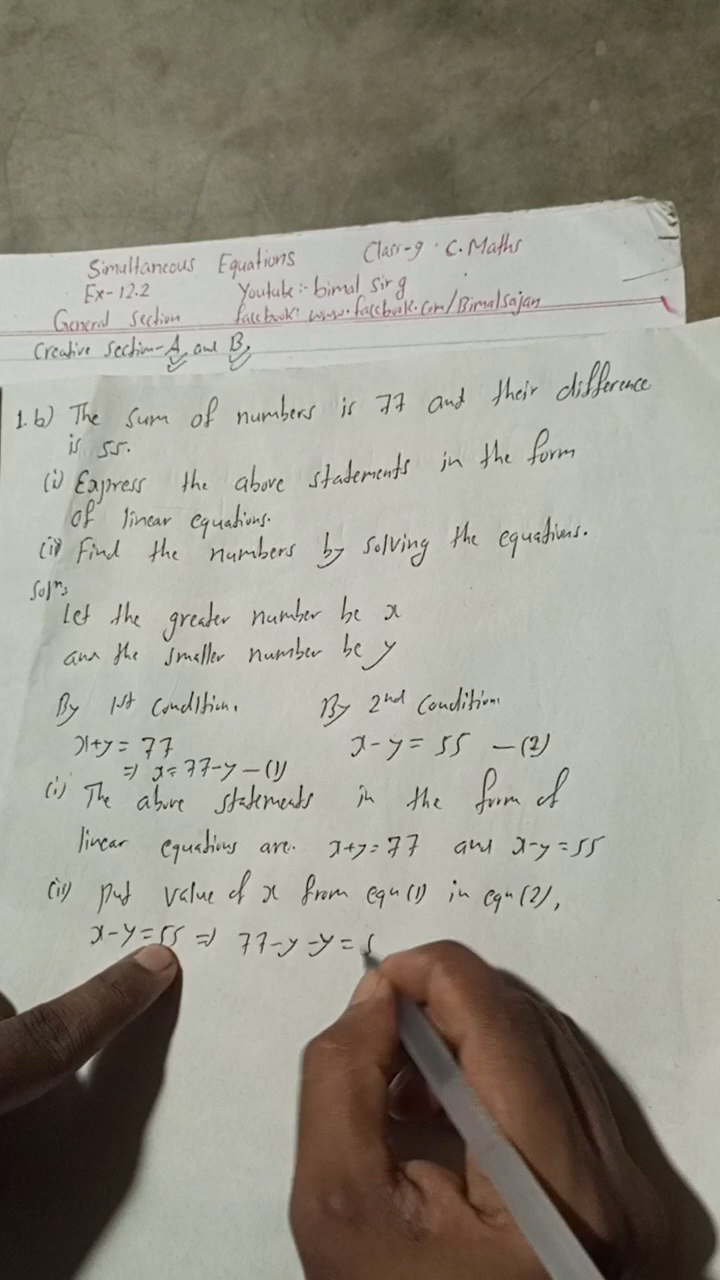 Simultaneous Equations Class-9 C. Maths
Ex-12.2 Youtube:- bimal sir g
General Section facebook: www.facebook.com/Bimalsajan
Creative Section-A and B.
1. b) The sum of numbers is 77 and their difference
is 55.
(i) Express the above statements in the form
of linear equations.
(ii) Find the numbers by solving the equations.
Solⁿ:
Let the greater number be x
and the smaller number be y
By 1st Condition. By 2nd Condition.
x+y = 77 x-y = 55 -(2)
=> x=77-y-(1)
(i) The above statements in the form of
linear equations are. x+y=77 and x-y=55
(ii) put value of x from eqn(1) in eqn(2),
x-y=55 => 77-y-y=5